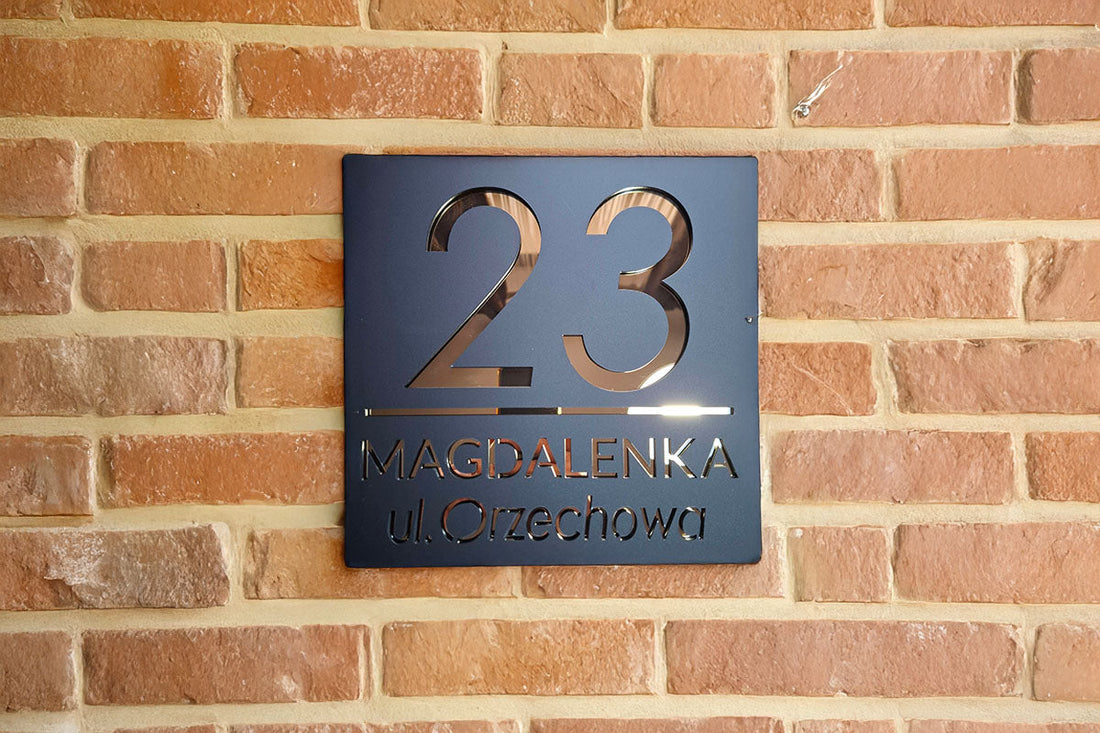 23
MAGDALENKA
ul. Orzechowa